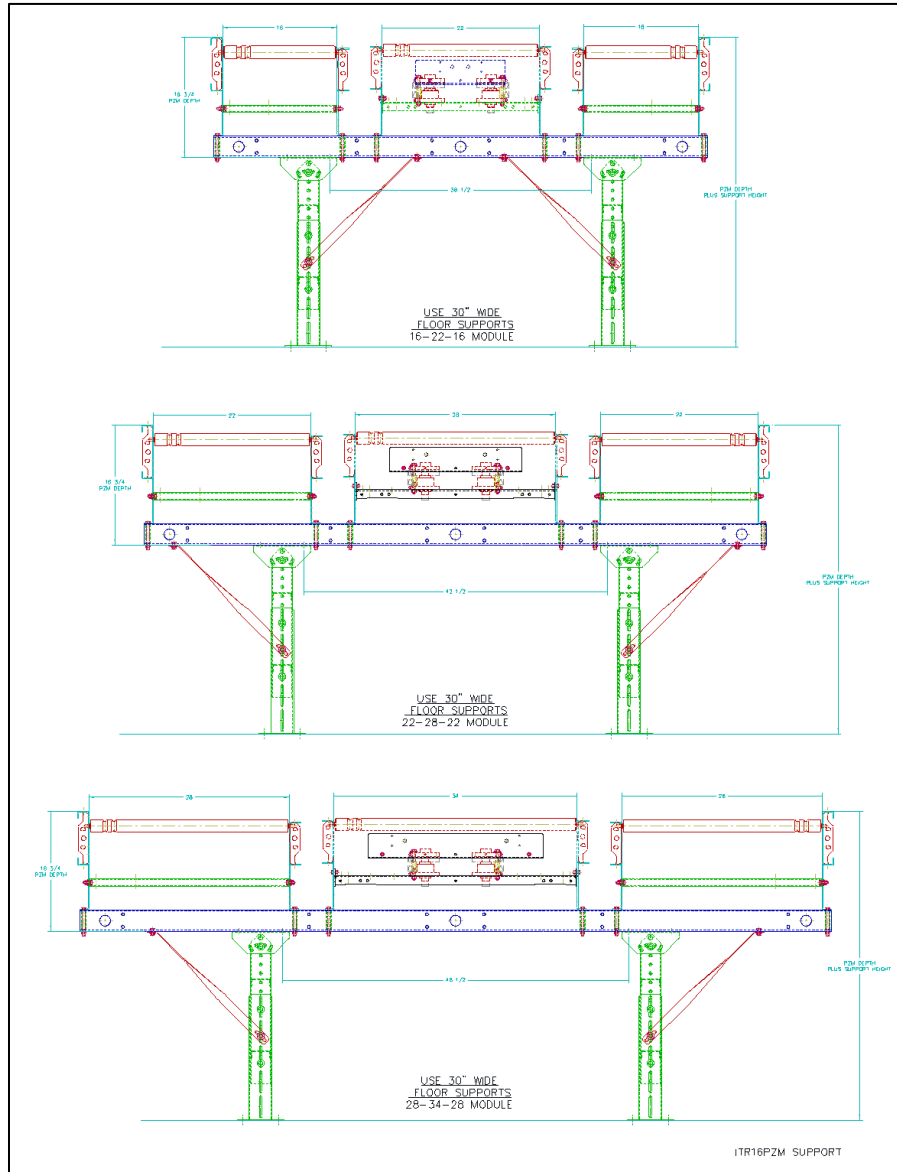 16
22
16
16 3/4
PZM DEPTH
30 1/2
PZM DEPTH
PLUS SUPPORT HEIGHT
USE 30" WIDE
FLOOR SUPPORTS
16-22-16 MODULE
22
28
22
16 3/4
PZM DEPTH
42 1/2
PZM DEPTH
PLUS SUPPORT HEIGHT
USE 30" WIDE
FLOOR SUPPORTS
22-28-22 MODULE
28
34
28
16 3/4
PZM DEPTH
48 1/2
PZM DEPTH
PLUS SUPPORT HEIGHT
USE 30" WIDE
FLOOR SUPPORTS
28-34-28 MODULE
ITR16PZM SUPPORT